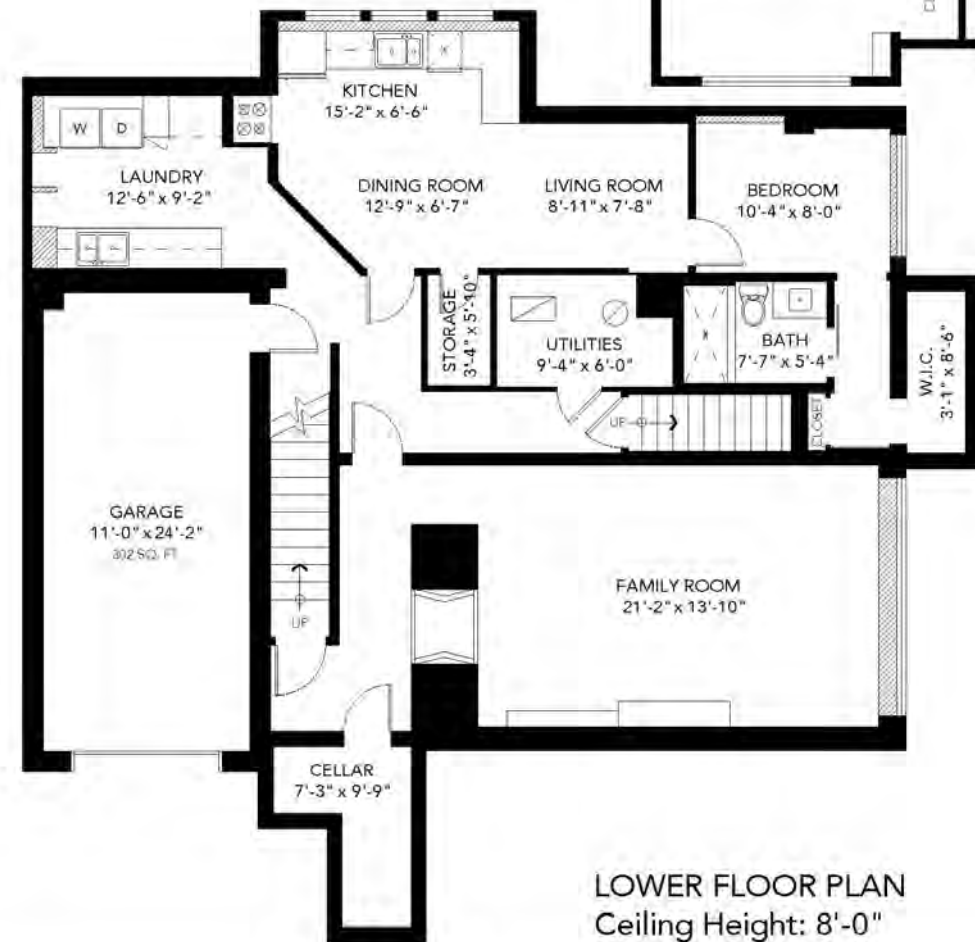 KITCHEN
15'-2" x 6'-6"
W
D
LAUNDRY
12'-6" x 9'-2"
DINING ROOM
12'-9" x 6'-7"
LIVING ROOM
8'-11" x 7'-8"
BEDROOM
10'-4" x 8'-0"
STORAGE
3'-4" x 5'-10"
UTILITIES
9'-4" x 6'-0"
BATH
7'-7" x 5'-4"
W.I.C.
3'-1" x 8'-6"
UP
CLOSET
GARAGE
11'-0" x 24'-2"
302 SQ. FT
UP
FAMILY ROOM
21'-2" x 13'-10"
CELLAR
7'-3" x 9'-9"
LOWER FLOOR PLAN
Ceiling Height: 8'-0"